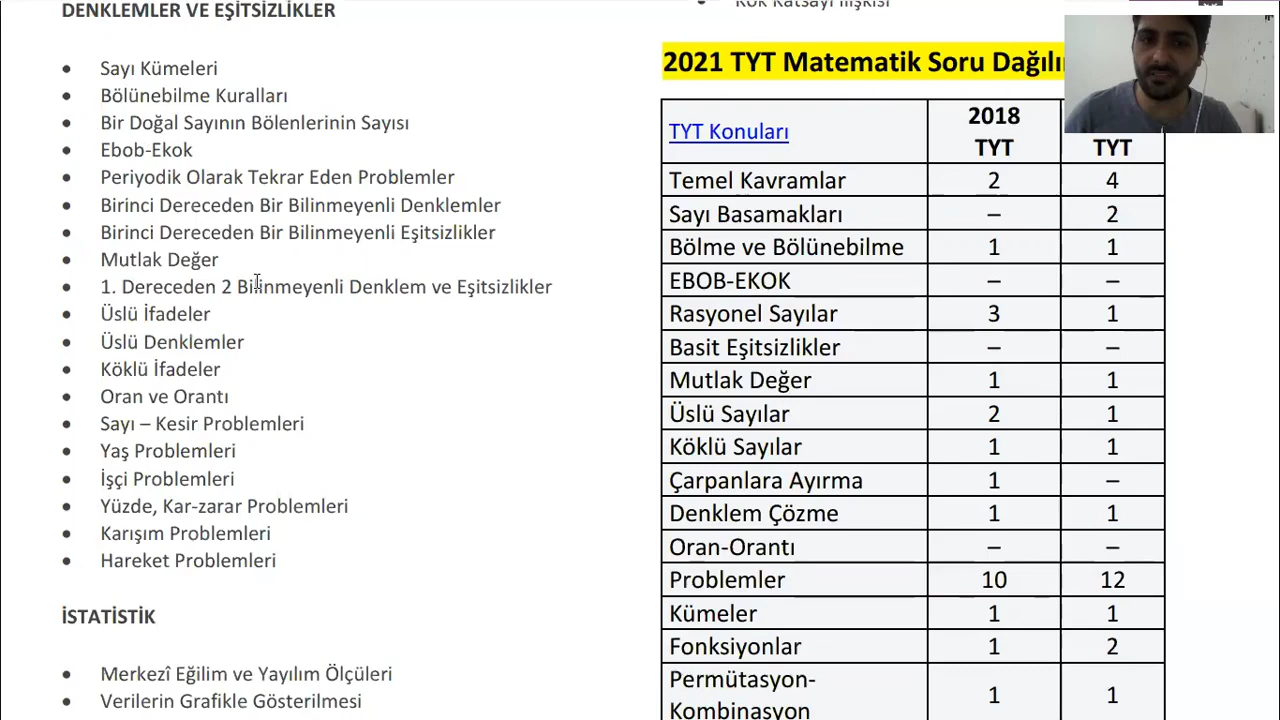 DENKLEMLER VE EŞİTSİZLİKLER
Sayı Kümeleri
Bölünebilme Kuralları
Bir Doğal Sayının Bölenlerinin Sayısı
Ebob-Ekok
Periyodik Olarak Tekrar Eden Problemler
Birinci Dereceden Bir Bilinmeyenli Denklemler
Birinci Dereceden Bir Bilinmeyenli Eşitsizlikler
Mutlak Değer
1. Dereceden 2 Bilinmeyenli Denklem ve Eşitsizlikler
Üslü İfadeler
Üslü Denklemler
Köklü İfadeler
Oran ve Orantı
Sayı – Kesir Problemleri
Yaş Problemleri
İşçi Problemleri
Yüzde, Kar-zarar Problemleri
Karışım Problemleri
Hareket Problemleri
İSTATİSTİK
Merkezî Eğilim ve Yayılım Ölçüleri
Verilerin Grafikle Gösterilmesi
Kök Katsayı İlişkisi
2021 TYT Matematik Soru
TYT Konuları 2018 TYT TYT
Temel Kavramlar 2 4
Sayı Basamakları – 2
Bölme ve Bölünebilme 1 1
EBOB-EKOK – –
Rasyonel Sayılar 3 1
Basit Eşitsizlikler – –
Mutlak Değer 1 1
Üslü Sayılar 2 1
Köklü Sayılar 1 1
Çarpanlara Ayırma 1 –
Denklem Çözme 1 1
Oran-Orantı – –
Problemler 10 12
Kümeler 1 1
Fonksiyonlar 1 2
Permütasyon-
Kombinasyon 1 1